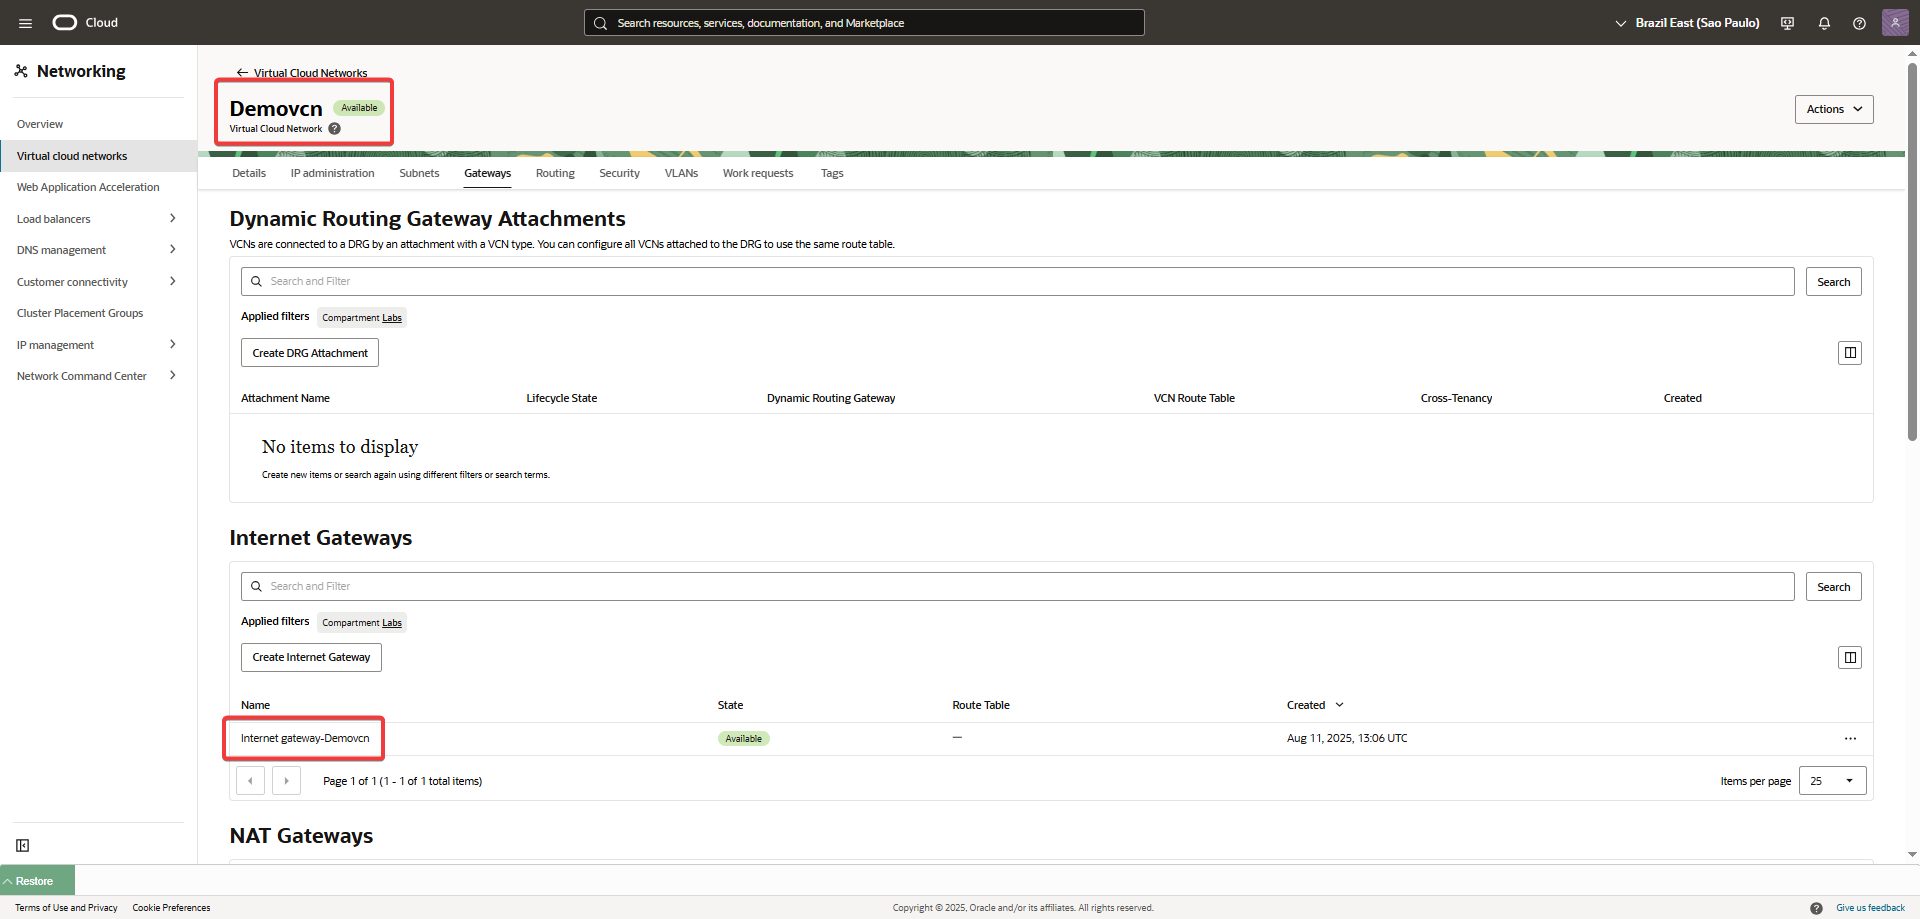 Cloud
Search resources, services, documentation, and Marketplace
Brazil East (Sao Paulo)
Networking
Overview
Virtual cloud networks
Web Application Acceleration
Load balancers
DNS management
Customer connectivity
Cluster Placement Groups
IP management
Network Command Center
Virtual Cloud Networks
Demovcn Available
Virtual Cloud Network ?
Actions
Details IP administration Subnets Gateways Routing Security VLANs Work requests Tags
Dynamic Routing Gateway Attachments
VCNs are connected to a DRG by an attachment with a VCN type. You can configure all VCNs attached to the DRG to use the same route table.
Search and Filter Search
Applied filters Compartment Labs
Create DRG Attachment
Attachment Name Lifecycle State Dynamic Routing Gateway VCN Route Table Cross-Tenancy Created
No items to display
Create new items or search again using different filters or search terms.
Internet Gateways
Search and Filter Search
Applied filters Compartment Labs
Create Internet Gateway
Name State Route Table Created
Internet gateway-Demovcn Available — Aug 11, 2025, 13:06 UTC ...
Page 1 of 1 (1 - 1 of 1 total items) Items per page 25
NAT Gateways
Restore
Terms of Use and Privacy Cookie Preferences Copyright © 2025, Oracle and/or its affiliates. All rights reserved. ? Give us feedback